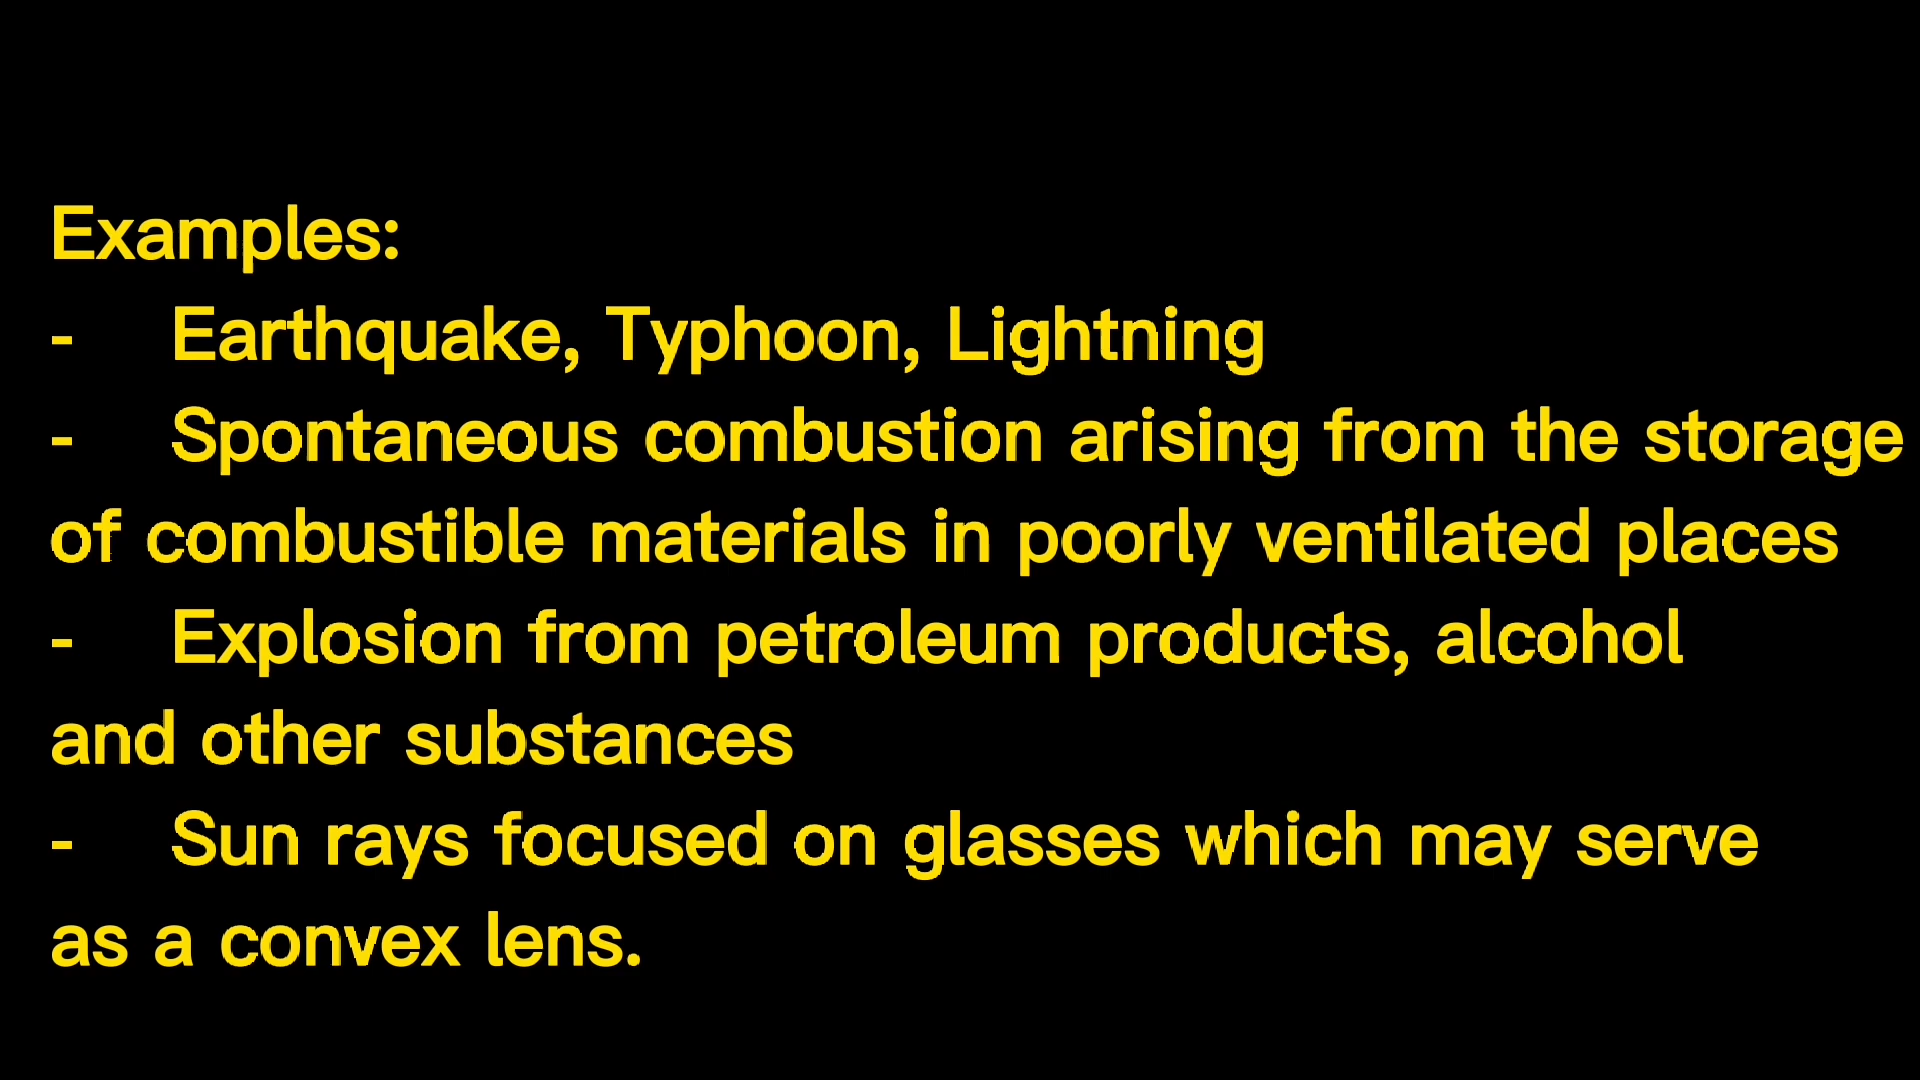 Examples:
- Earthquake, Typhoon, Lightning
- Spontaneous combustion arising from the storage
of combustible materials in poorly ventilated places
- Explosion from petroleum products, alcohol
and other substances
- Sun rays focused on glasses which may serve
as a convex lens.